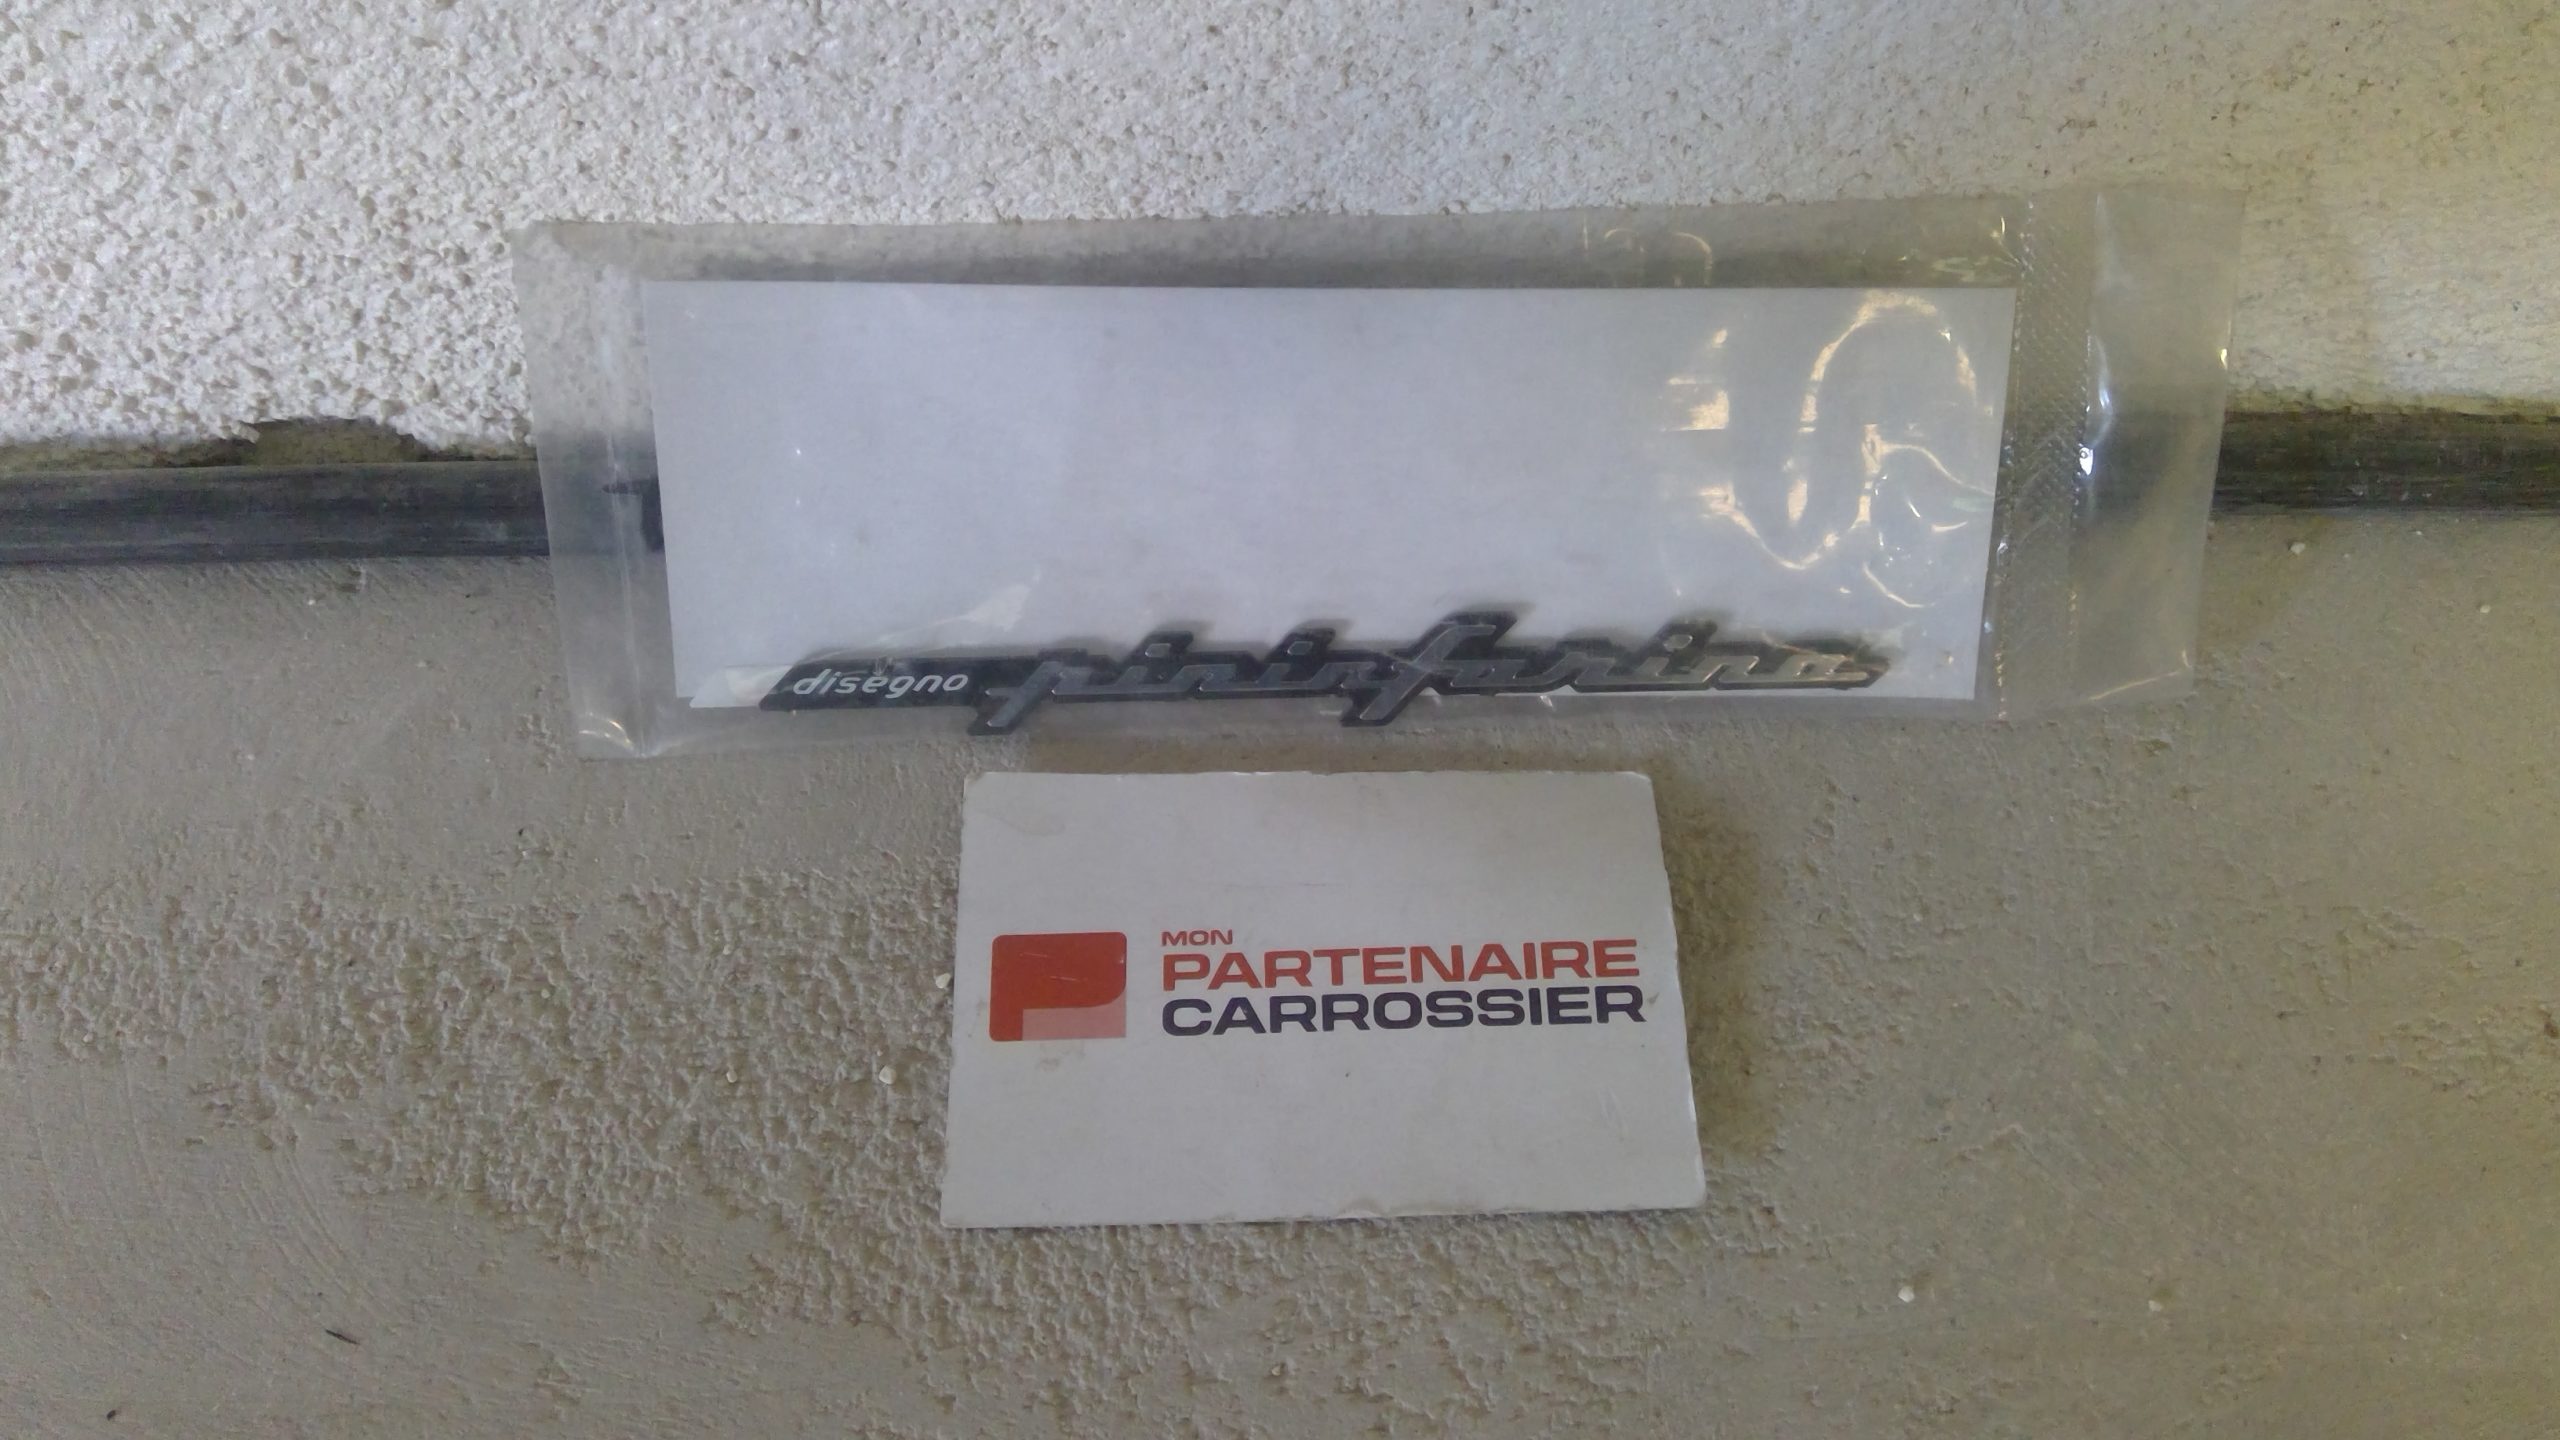 disegno pininfarina
MON
PARTENAIRE
CARROSSIER